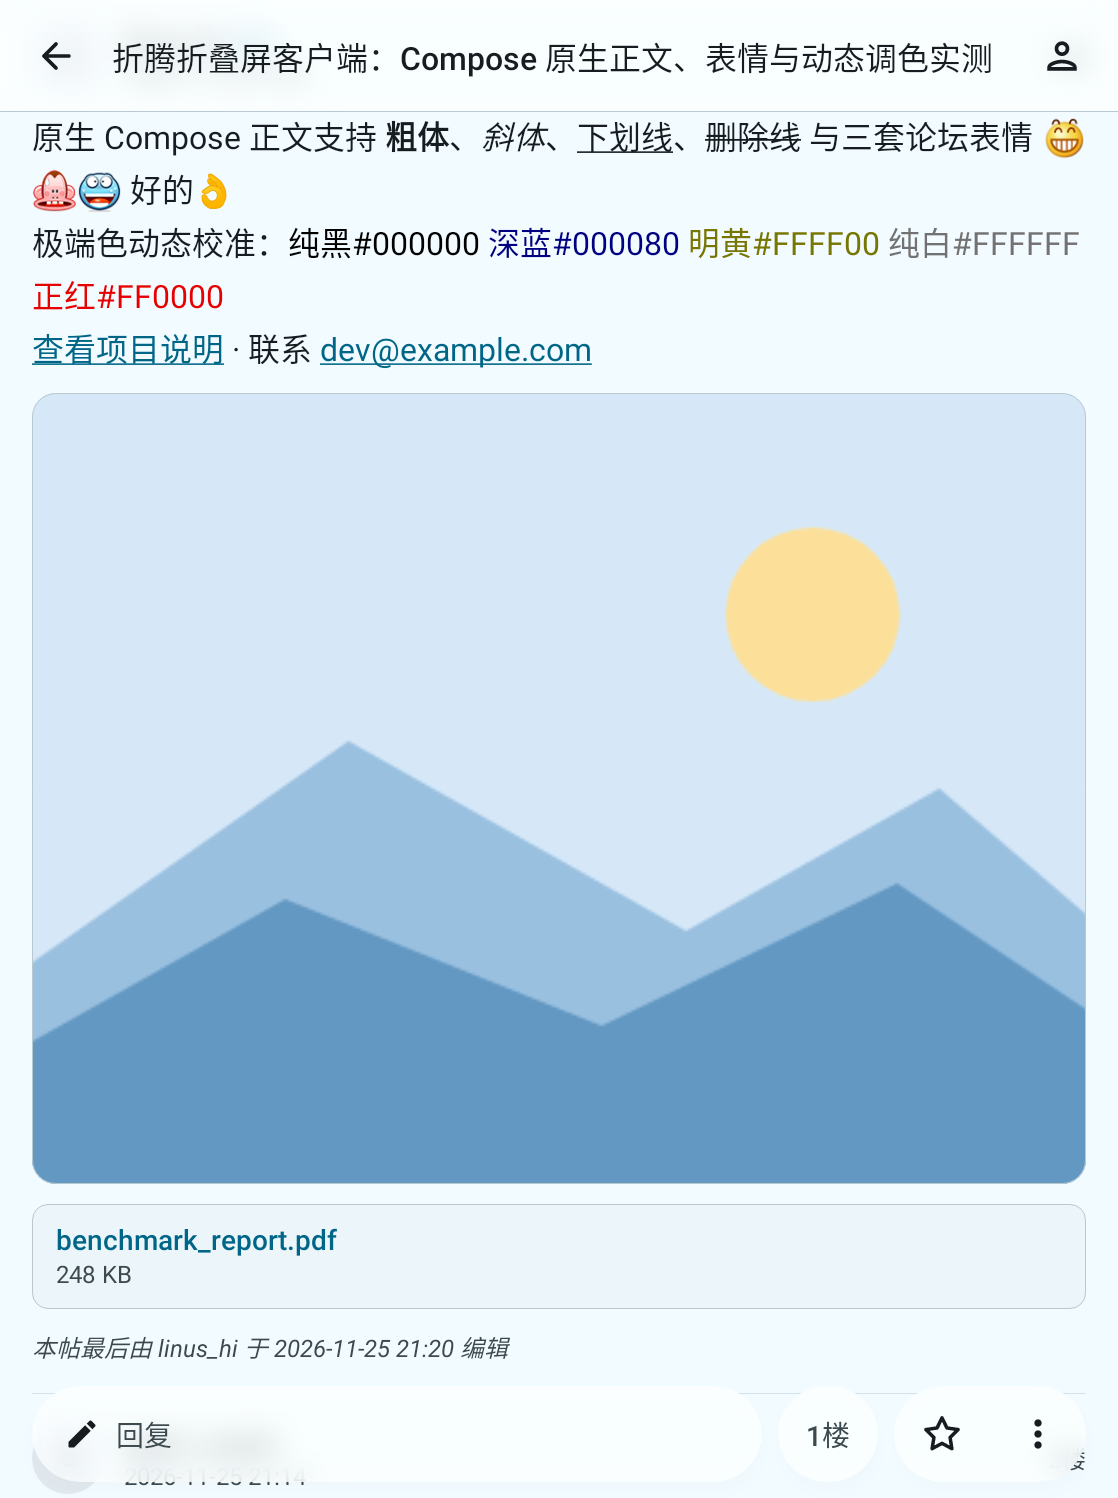 折腾折叠屏客户端：Compose 原生正文、表情与动态调色实测
原生 Compose 正文支持 粗体、斜体、下划线、删除线 与三套论坛表情
好的
极端色动态校准：纯黑#000000 深蓝#000080 明黄#FFFF00 纯白#FFFFFF
正红#FF0000
查看项目说明 · 联系 dev@example.com
benchmark_report.pdf
248 KB
本帖最后由 linus_hi 于 2026-11-25 21:20 编辑
回复
1楼
2026-11-25 21:14